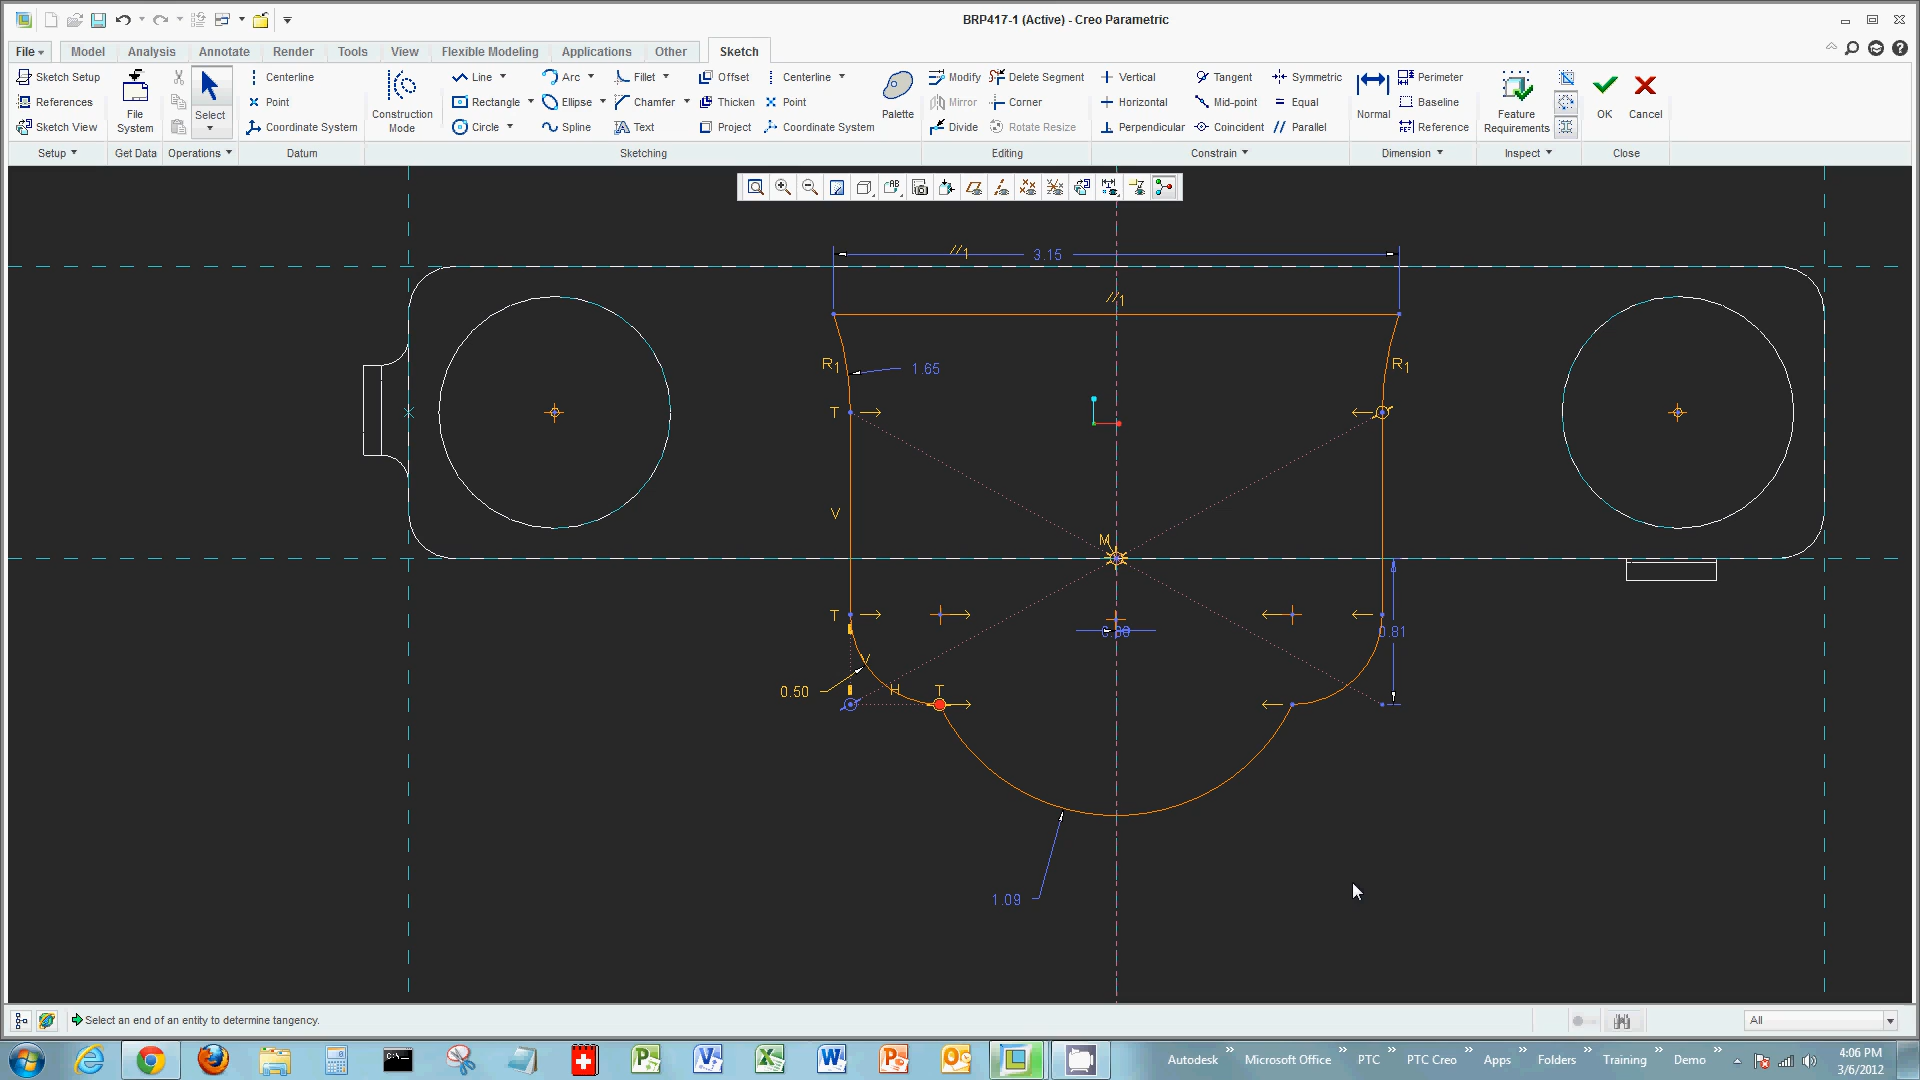 BRP417-1 (Active) - Creo Parametric
File Model Analysis Annotate Render Tools View Flexible Modeling Applications Other Sketch
Sketch Setup
References
Sketch View
Setup
File System
Get Data
Select
Operations
Centerline
Point
Coordinate System
Datum
Construction Mode
Line Arc Fillet Offset Centerline
Rectangle Ellipse Chamfer Thicken Point
Circle Spline Text Project Coordinate System
Palette
Sketching
Modify Delete Segment
Mirror Corner
Divide Rotate Resize
Editing
Vertical Tangent Symmetric
Horizontal Mid-point Equal
Perpendicular Coincident Parallel
Constrain
Normal
Perimeter
Baseline
Reference
Dimension
Feature Requirements
Inspect
OK
Cancel
Close
//1 3.15
//1
R1 1.65 R1
T
V
M
T
0.81
V
0.50 H T
1.09
Select an end of an entity to determine tangency.
All
C:\_
Autodesk » Microsoft Office » PTC » PTC Creo » Apps » Folders » Training » Demo »
4:06 PM
3/6/2012